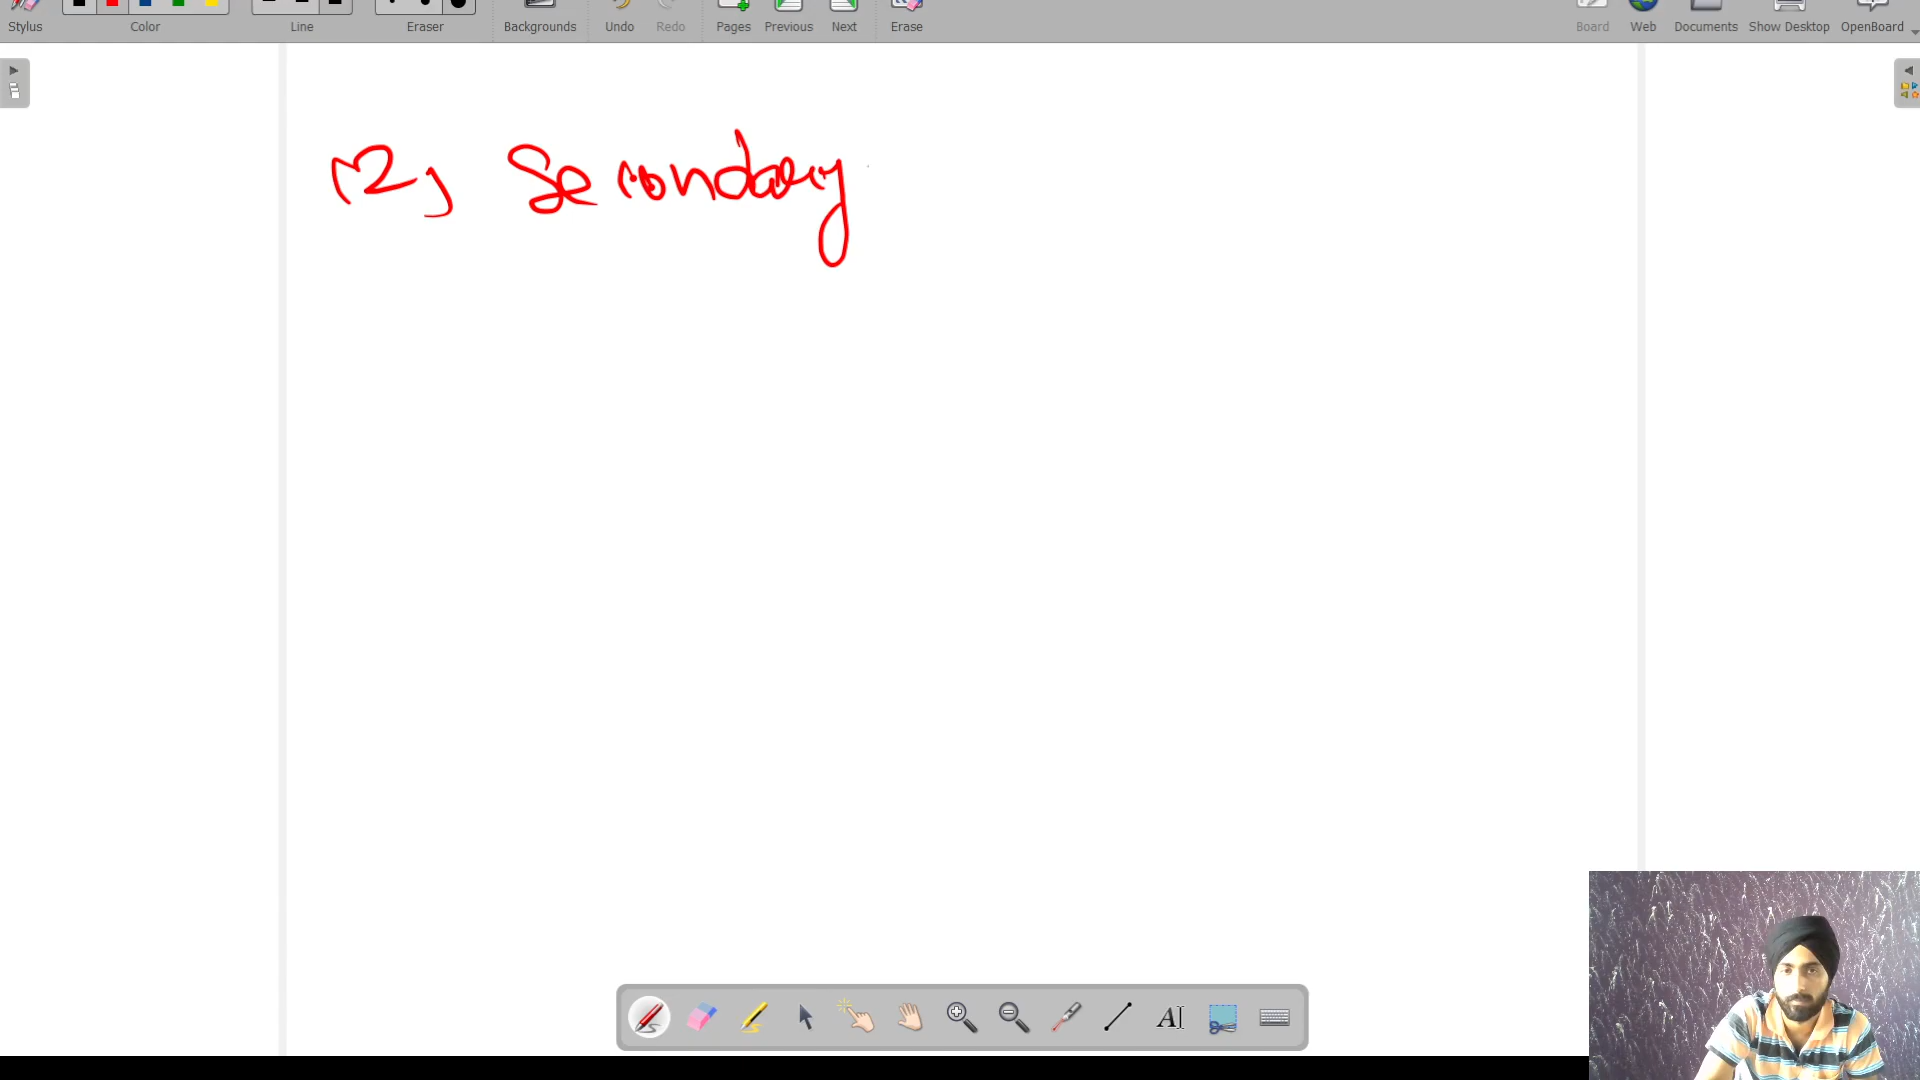 Stylus Color Line Eraser Backgrounds Undo Redo Pages Previous Next Erase Board Web Documents Show Desktop OpenBoard
(2) Secondary
A